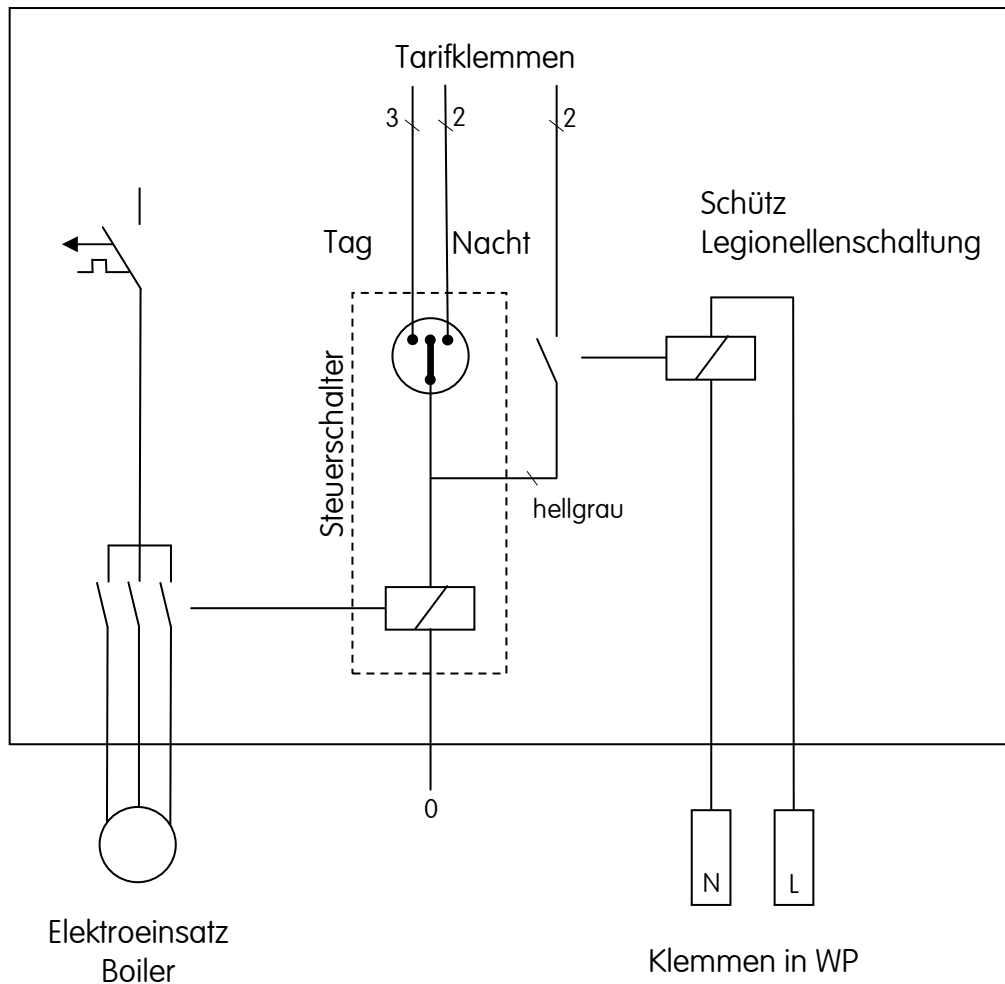 Tarifklemmen
3
2
2
Schütz
Legionellenschaltung
Tag
Nacht
Steuerschalter
hellgrau
0
N
L
Elektroeinsatz
Boiler
Klemmen in WP